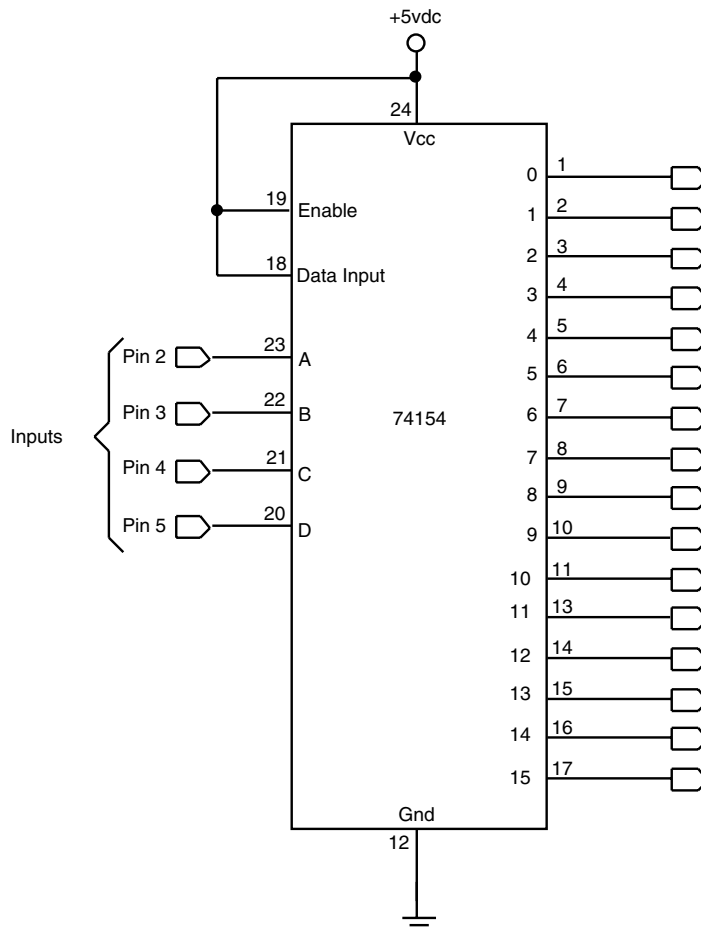 +5vdc
24
Vcc
0 1
19 Enable
1 2
2 3
18 Data Input
3 4
4 5
Pin 2 23 A
5 6
Pin 3 22 B
74154
6 7
Inputs
7 8
Pin 4 21 C
8 9
Pin 5 20 D
9 10
10 11
11 13
12 14
13 15
14 16
15 17
Gnd
12